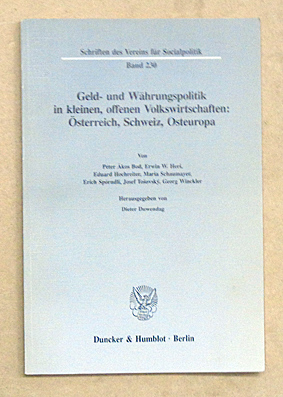 Schriften des Vereins für Socialpolitik
Band 230
Geld- und Währungspolitik
in kleinen, offenen Volkswirtschaften:
Österreich, Schweiz, Osteuropa
Von
Péter Ákos Bod, Erwin W. Heri,
Eduard Hochreiter, Maria Schaumayer,
Erich Spörndli, Josef Tošovský, Georg Winckler
Herausgegeben von
Dieter Duwendag
Duncker & Humblot · Berlin